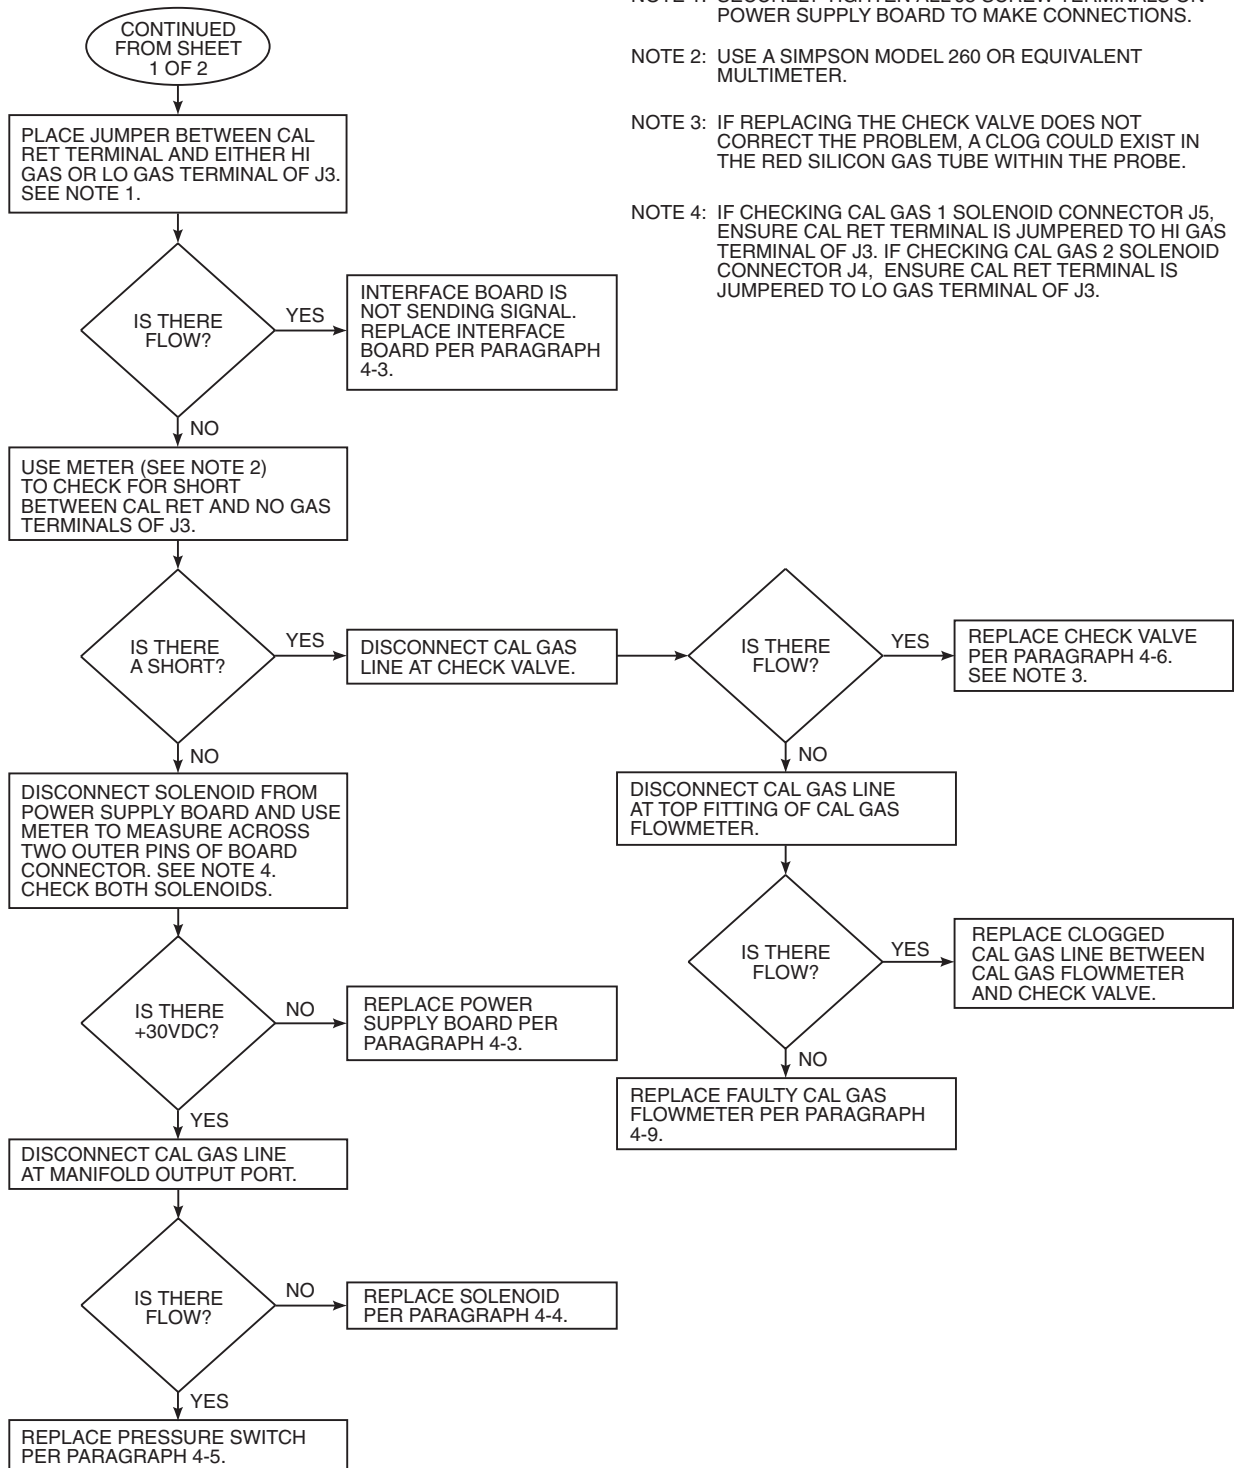 CONTINUED
FROM SHEET
1 OF 2
POWER SUPPLY BOARD TO MAKE CONNECTIONS.
NOTE 2: USE A SIMPSON MODEL 260 OR EQUIVALENT
MULTIMETER.
NOTE 3: IF REPLACING THE CHECK VALVE DOES NOT
CORRECT THE PROBLEM, A CLOG COULD EXIST IN
THE RED SILICON GAS TUBE WITHIN THE PROBE.
NOTE 4: IF CHECKING CAL GAS 1 SOLENOID CONNECTOR J5,
ENSURE CAL RET TERMINAL IS JUMPERED TO HI GAS
TERMINAL OF J3. IF CHECKING CAL GAS 2 SOLENOID
CONNECTOR J4, ENSURE CAL RET TERMINAL IS
JUMPERED TO LO GAS TERMINAL OF J3.
PLACE JUMPER BETWEEN CAL
RET TERMINAL AND EITHER HI
GAS OR LO GAS TERMINAL OF J3.
SEE NOTE 1.
IS THERE
FLOW?
YES
INTERFACE BOARD IS
NOT SENDING SIGNAL.
REPLACE INTERFACE
BOARD PER PARAGRAPH
4-3.
NO
USE METER (SEE NOTE 2)
TO CHECK FOR SHORT
BETWEEN CAL RET AND NO GAS
TERMINALS OF J3.
IS THERE
A SHORT?
YES
DISCONNECT CAL GAS
LINE AT CHECK VALVE.
IS THERE
FLOW?
YES
REPLACE CHECK VALVE
PER PARAGRAPH 4-6.
SEE NOTE 3.
NO
DISCONNECT CAL GAS LINE
AT TOP FITTING OF CAL GAS
FLOWMETER.
IS THERE
FLOW?
YES
REPLACE CLOGGED
CAL GAS LINE BETWEEN
CAL GAS FLOWMETER
AND CHECK VALVE.
NO
REPLACE FAULTY CAL GAS
FLOWMETER PER PARAGRAPH
4-9.
NO
DISCONNECT SOLENOID FROM
POWER SUPPLY BOARD AND USE
METER TO MEASURE ACROSS
TWO OUTER PINS OF BOARD
CONNECTOR. SEE NOTE 4.
CHECK BOTH SOLENOIDS.
IS THERE
+30VDC?
NO
REPLACE POWER
SUPPLY BOARD PER
PARAGRAPH 4-3.
YES
DISCONNECT CAL GAS LINE
AT MANIFOLD OUTPUT PORT.
IS THERE
FLOW?
NO
REPLACE SOLENOID
PER PARAGRAPH 4-4.
YES
REPLACE PRESSURE SWITCH
PER PARAGRAPH 4-5.